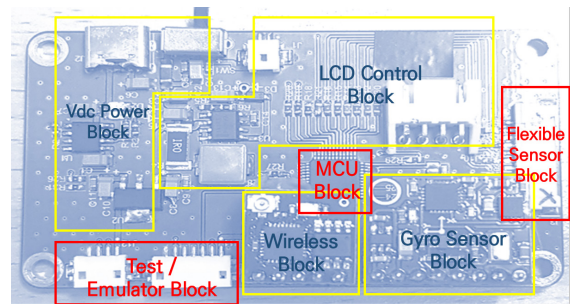 LCD Control
Block
Vdc Power
Block
Flexible
Sensor
Block
MCU
Block
Wireless
Block
Gyro Sensor
Block
Test /
Emulator Block